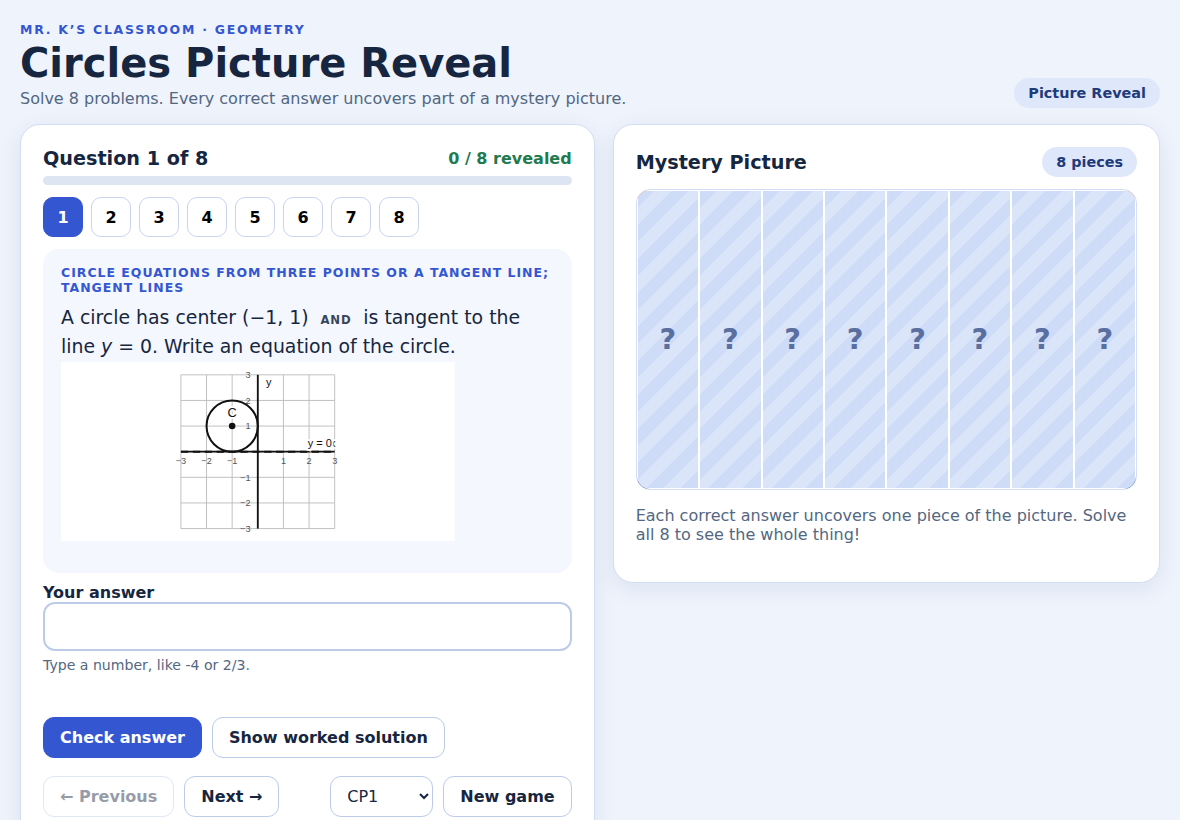 MR. K’S CLASSROOM · GEOMETRY
Circles Picture Reveal
Solve 8 problems. Every correct answer uncovers part of a mystery picture.
Picture Reveal
Question 1 of 8
0 / 8 revealed
1 2 3 4 5 6 7 8
CIRCLE EQUATIONS FROM THREE POINTS OR A TANGENT LINE;
TANGENT LINES
A circle has center (−1, 1) AND is tangent to the
line y = 0. Write an equation of the circle.
3
y
2
C
1
y = 0
−3 −2 −1 1 2 3
−1
−2
−3
Your answer
Type a number, like -4 or 2/3.
Check answer
Show worked solution
← Previous
Next →
CP1
New game
Mystery Picture
8 pieces
? ? ? ? ? ? ? ?
Each correct answer uncovers one piece of the picture. Solve
all 8 to see the whole thing!